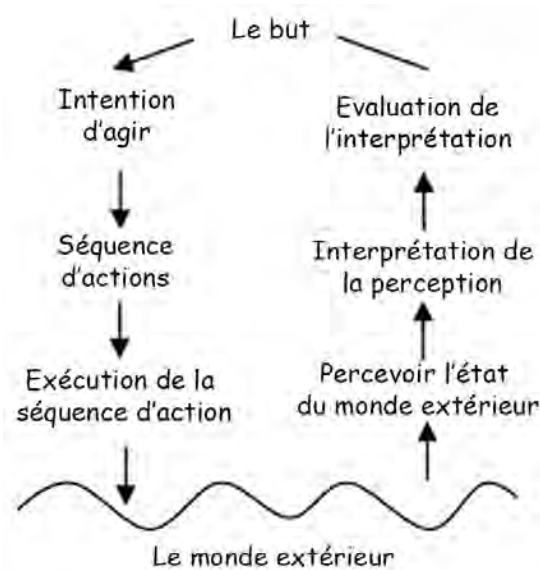 Le but
Intention
d'agir
Séquence
d'actions
Exécution de la
séquence d'action
Evaluation de
l'interprétation
Interprétation de
la perception
Percevoir l'état
du monde extérieur
Le monde extérieur